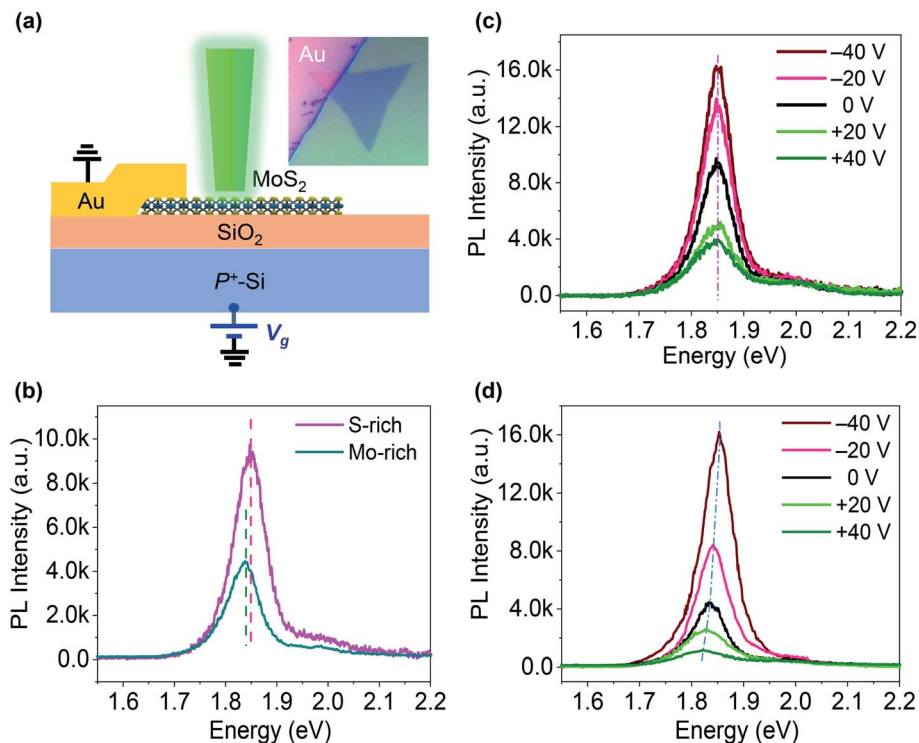 (a)
Au
MoS₂
Au
SiO₂
P⁺-Si
V_g
(b)
PL Intensity (a.u.)
10.0k
8.0k
6.0k
4.0k
2.0k
0.0
S-rich
Mo-rich
1.6 1.7 1.8 1.9 2.0 2.1 2.2
Energy (eV)
(c)
PL Intensity (a.u.)
16.0k
12.0k
8.0k
4.0k
0.0
–40 V
–20 V
0 V
+20 V
+40 V
1.6 1.7 1.8 1.9 2.0 2.1 2.2
Energy (eV)
(d)
PL Intensity (a.u.)
16.0k
12.0k
8.0k
4.0k
0.0
–40 V
–20 V
0 V
+20 V
+40 V
1.6 1.7 1.8 1.9 2.0 2.1 2.2
Energy (eV)